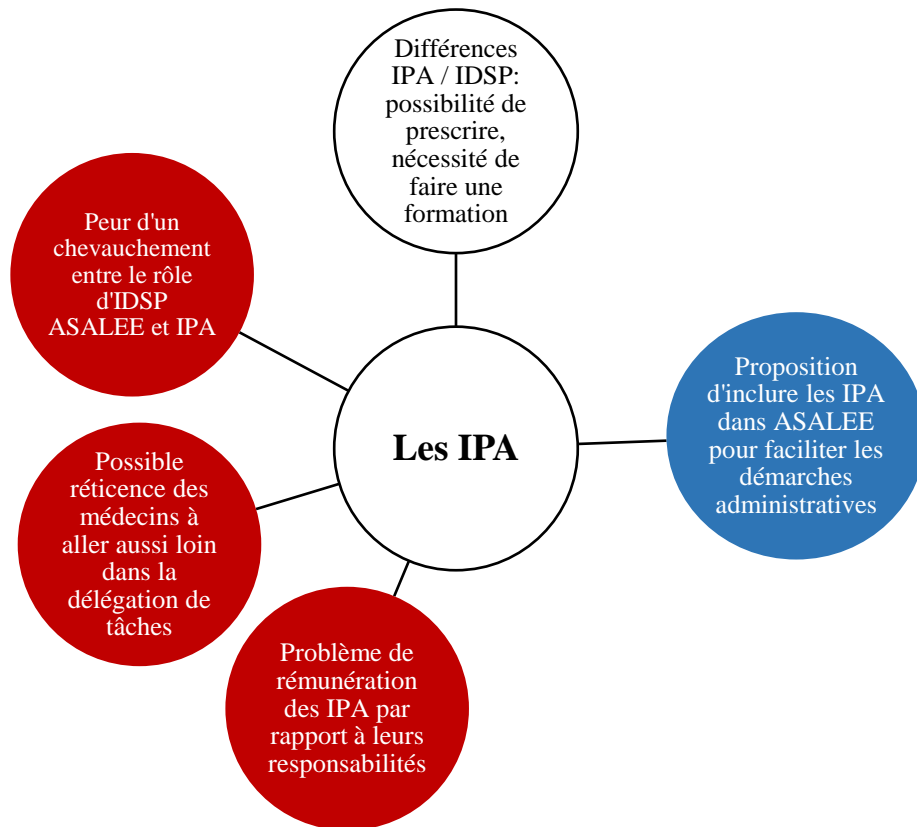 Différences
IPA / IDSP:
possibilité de
prescrire,
nécessité de
faire une
formation
Peur d'un
chevauchement
entre le rôle
d'IDSP
ASALEE et IPA
Les IPA
Proposition
d'inclure les IPA
dans ASALEE
pour faciliter les
démarches
administratives
Possible
réticence des
médecins à
aller aussi loin
dans la
délégation de
tâches
Problème de
rémunération
des IPA par
rapport à leurs
responsabilités